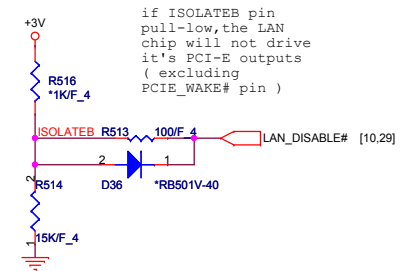 if ISOLATEB pin
pull-low,the LAN
chip will not drive
it's PCI-E outputs
( excluding
PCIE_WAKE# pin )
+3V
R516
*1K/F_4
ISOLATEB R513 100/F_4
LAN_DISABLE# [10,29]
2 1
D36 *RB501V-40
2
R514
15K/F_4
1